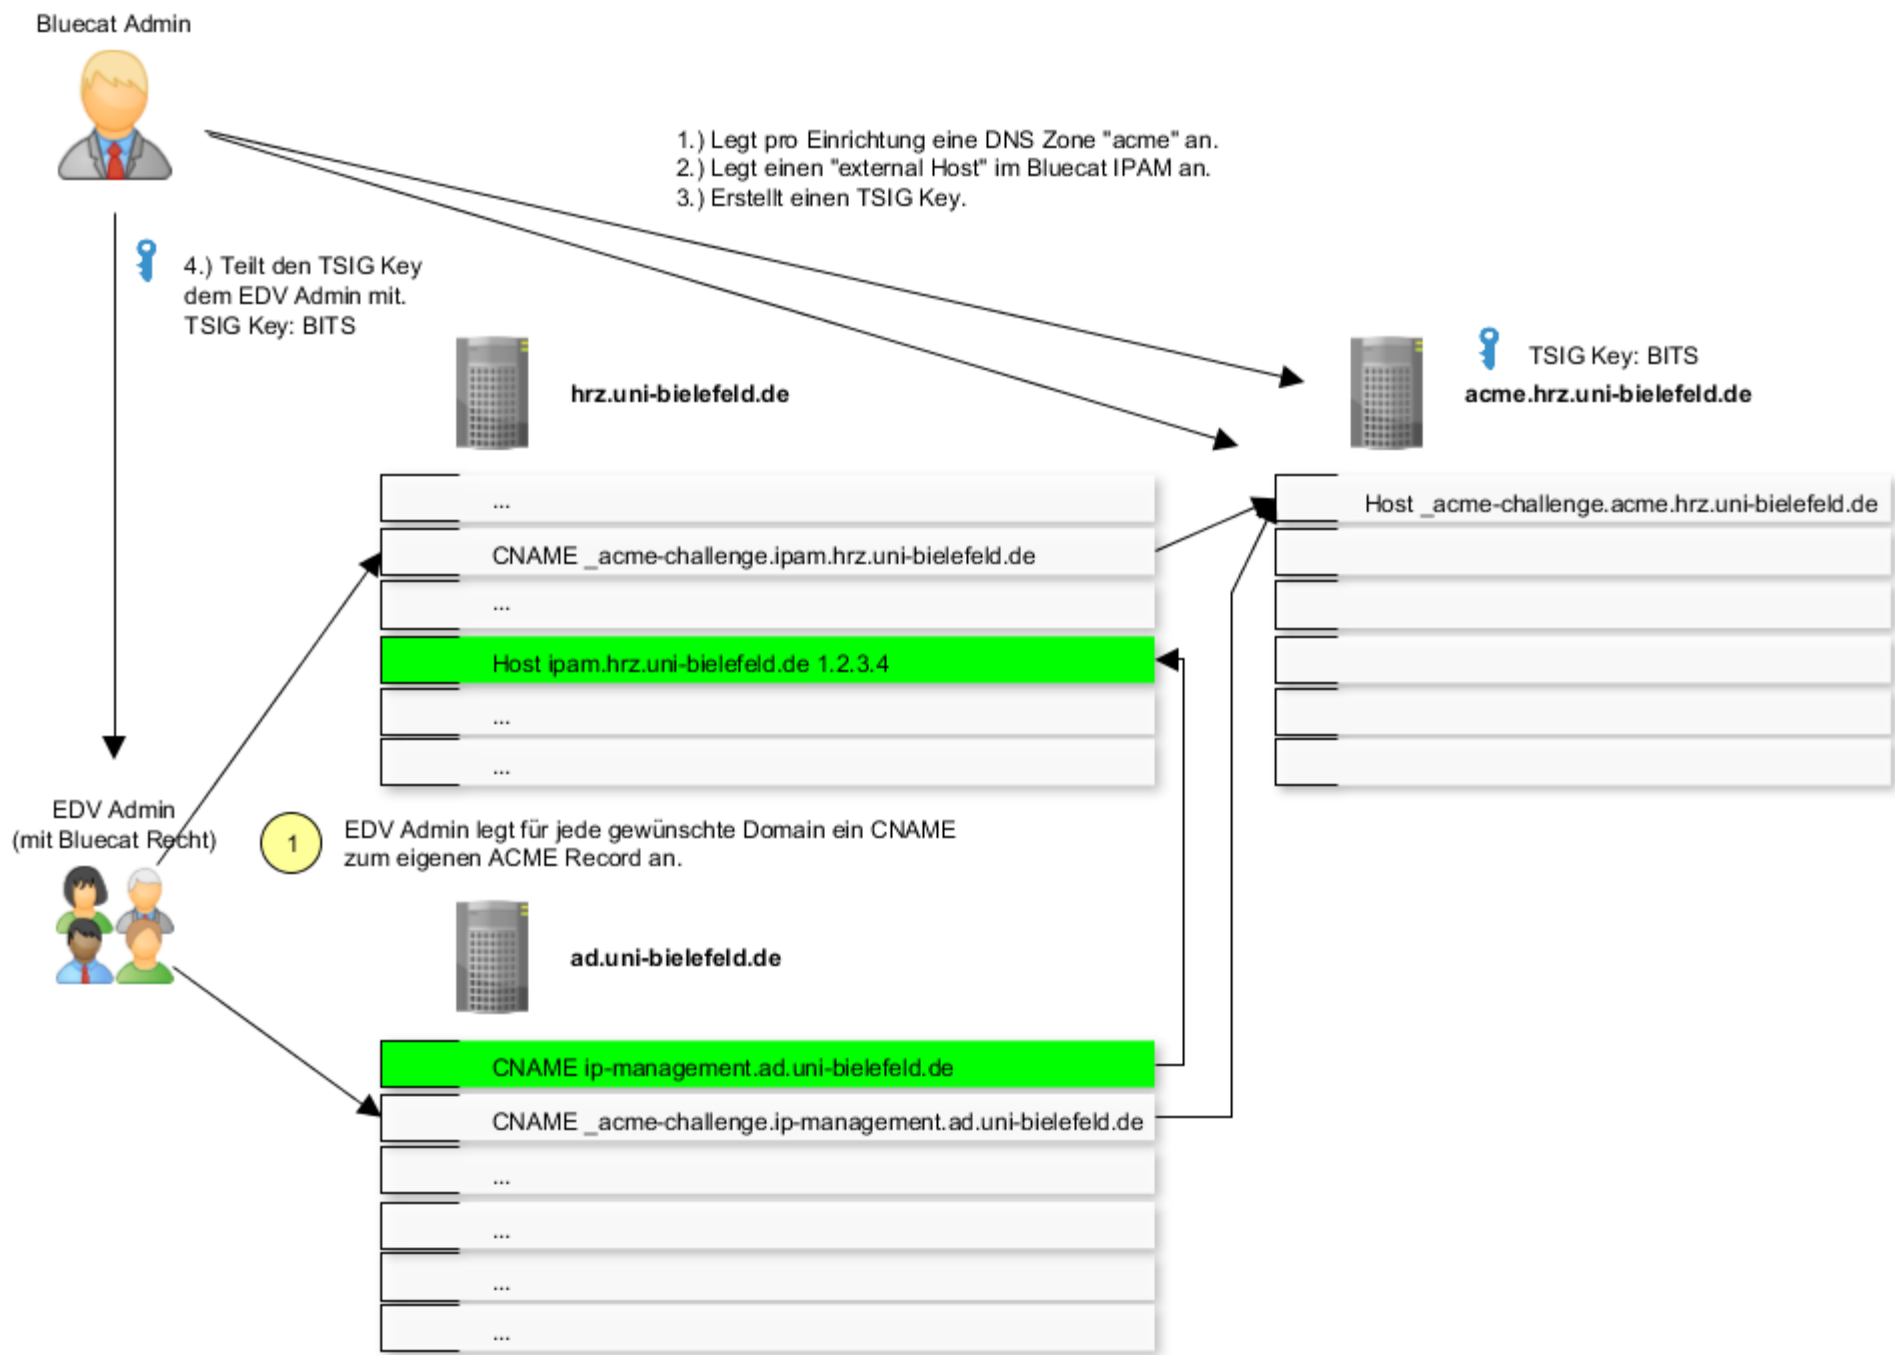 Bluecat Admin
1.) Legt pro Einrichtung eine DNS Zone "acme" an.
2.) Legt einen "external Host" im Bluecat IPAM an.
3.) Erstellt einen TSIG Key.
4.) Teilt den TSIG Key
dem EDV Admin mit.
TSIG Key: BITS
hrz.uni-bielefeld.de
TSIG Key: BITS
acme.hrz.uni-bielefeld.de
...
CNAME _acme-challenge.ipam.hrz.uni-bielefeld.de
...
Host ipam.hrz.uni-bielefeld.de 1.2.3.4
...
...
Host _acme-challenge.acme.hrz.uni-bielefeld.de
EDV Admin
(mit Bluecat Recht)
1
EDV Admin legt für jede gewünschte Domain ein CNAME
zum eigenen ACME Record an.
ad.uni-bielefeld.de
CNAME ip-management.ad.uni-bielefeld.de
CNAME _acme-challenge.ip-management.ad.uni-bielefeld.de
...
...
...
...